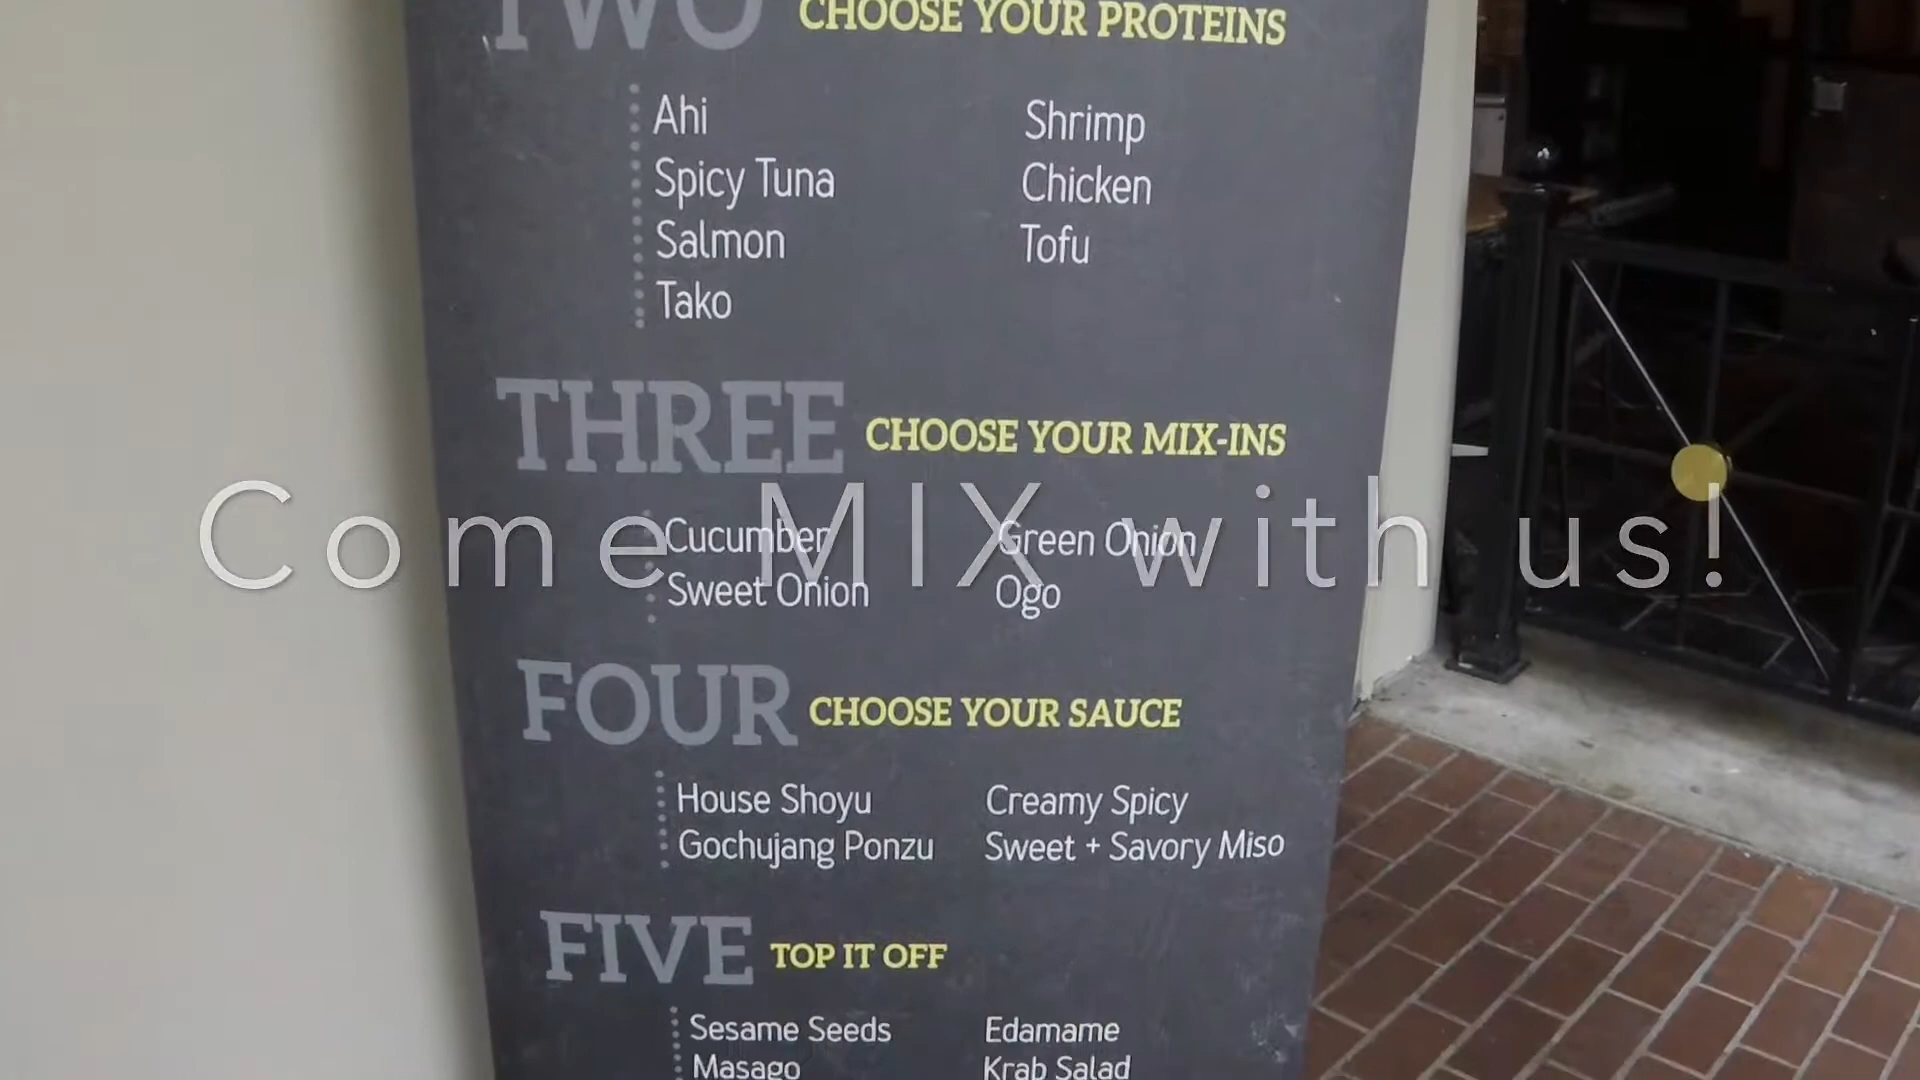 TWO CHOOSE YOUR PROTEINS
Ahi Shrimp
Spicy Tuna Chicken
Salmon Tofu
Tako
THREE CHOOSE YOUR MIX-INS
Come MIX with us!
Cucumber Green Onion
Sweet Onion Ogo
FOUR CHOOSE YOUR SAUCE
House Shoyu Creamy Spicy
Gochujang Ponzu Sweet + Savory Miso
FIVE TOP IT OFF
Sesame Seeds Edamame
Masago Krab Salad